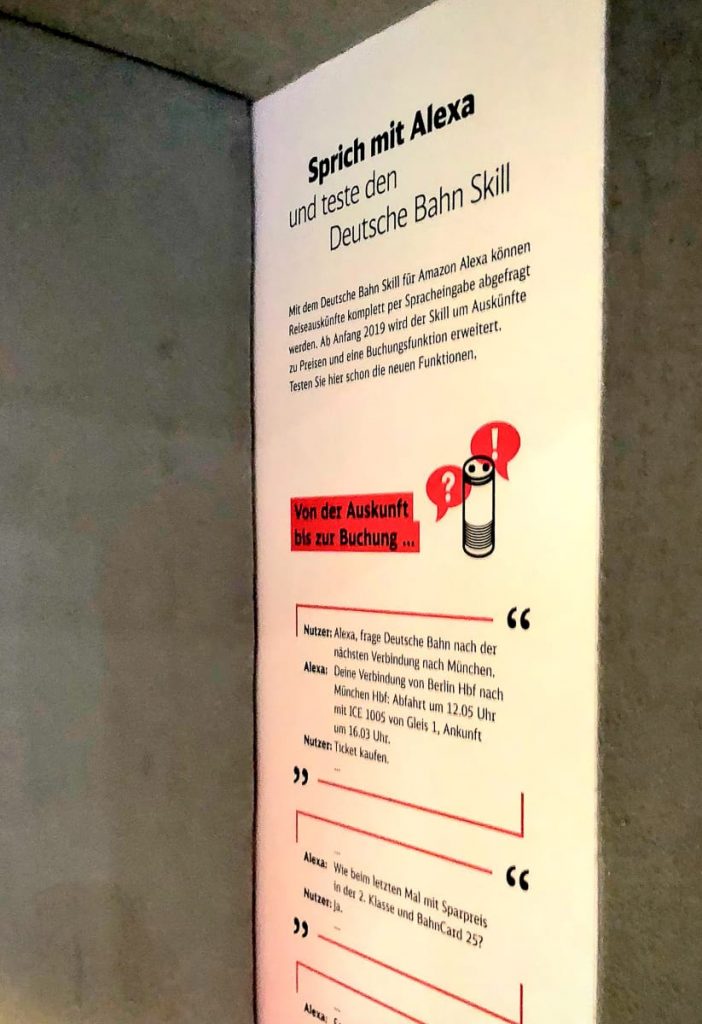 Sprich mit Alexa
und teste den
Deutsche Bahn Skill
Mit dem Deutsche Bahn Skill für Amazon Alexa können
Reiseauskünfte komplett per Spracheingabe abgefragt
werden. Ab Anfang 2019 wird der Skill um Auskünfte
zu Preisen und eine Buchungsfunktion erweitert.
Testen Sie hier schon die neuen Funktionen.
!
?
Von der Auskunft
bis zur Buchung ...
“
Nutzer: Alexa, frage Deutsche Bahn nach der
nächsten Verbindung nach München.
Alexa: Deine Verbindung von Berlin Hbf nach
München Hbf: Abfahrt um 12.05 Uhr
mit ICE 1005 von Gleis 1, Ankunft
um 16.03 Uhr.
Nutzer: Ticket kaufen.
...
”
...
“
Alexa: Wie beim letzten Mal mit Sparpreis
in der 2. Klasse und BahnCard 25?
Nutzer: Ja.
...
”
...
Alexa: